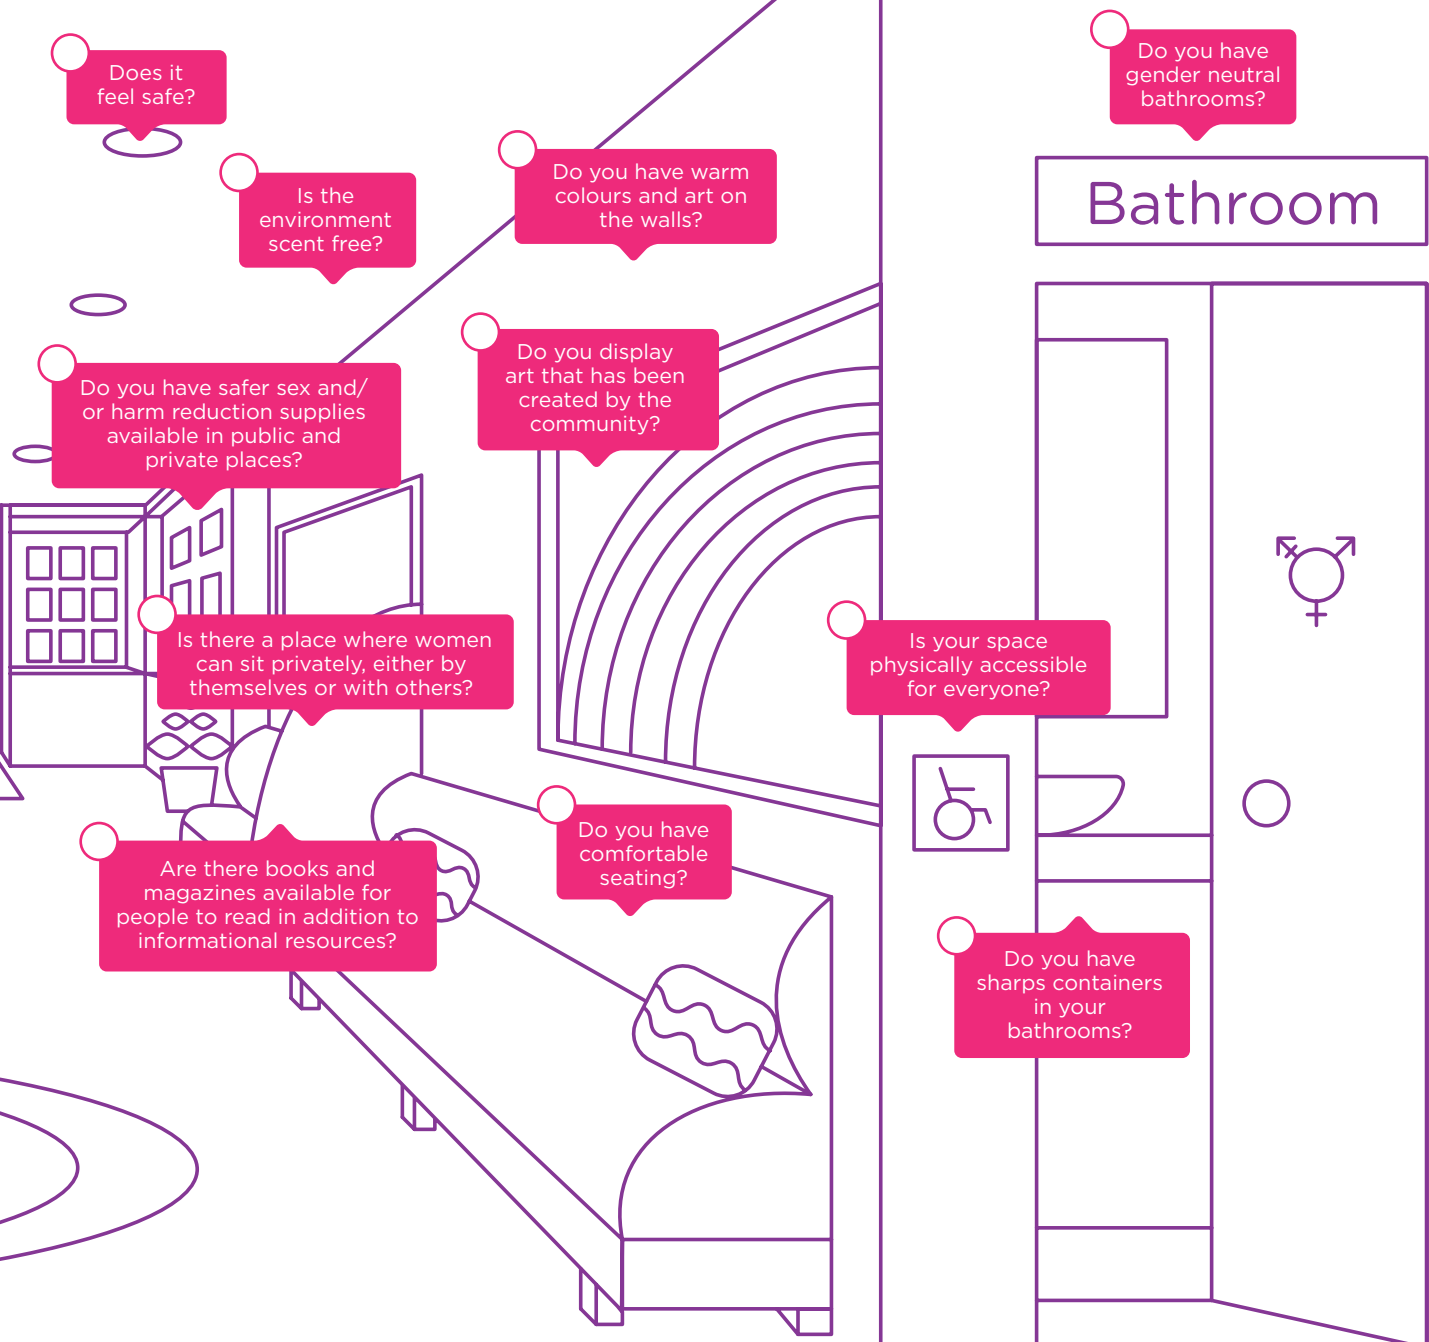 Does it
feel safe?
Is the
environment
scent free?
Do you have warm
colours and art on
the walls?
Do you have
gender neutral
bathrooms?
Bathroom
Do you have safer sex and/
or harm reduction supplies
available in public and
private places?
Do you display
art that has been
created by the
community?
Is there a place where women
can sit privately, either by
themselves or with others?
Is your space
physically accessible
for everyone?
Are there books and
magazines available for
people to read in addition to
informational resources?
Do you have
comfortable
seating?
Do you have
sharps containers
in your
bathrooms?